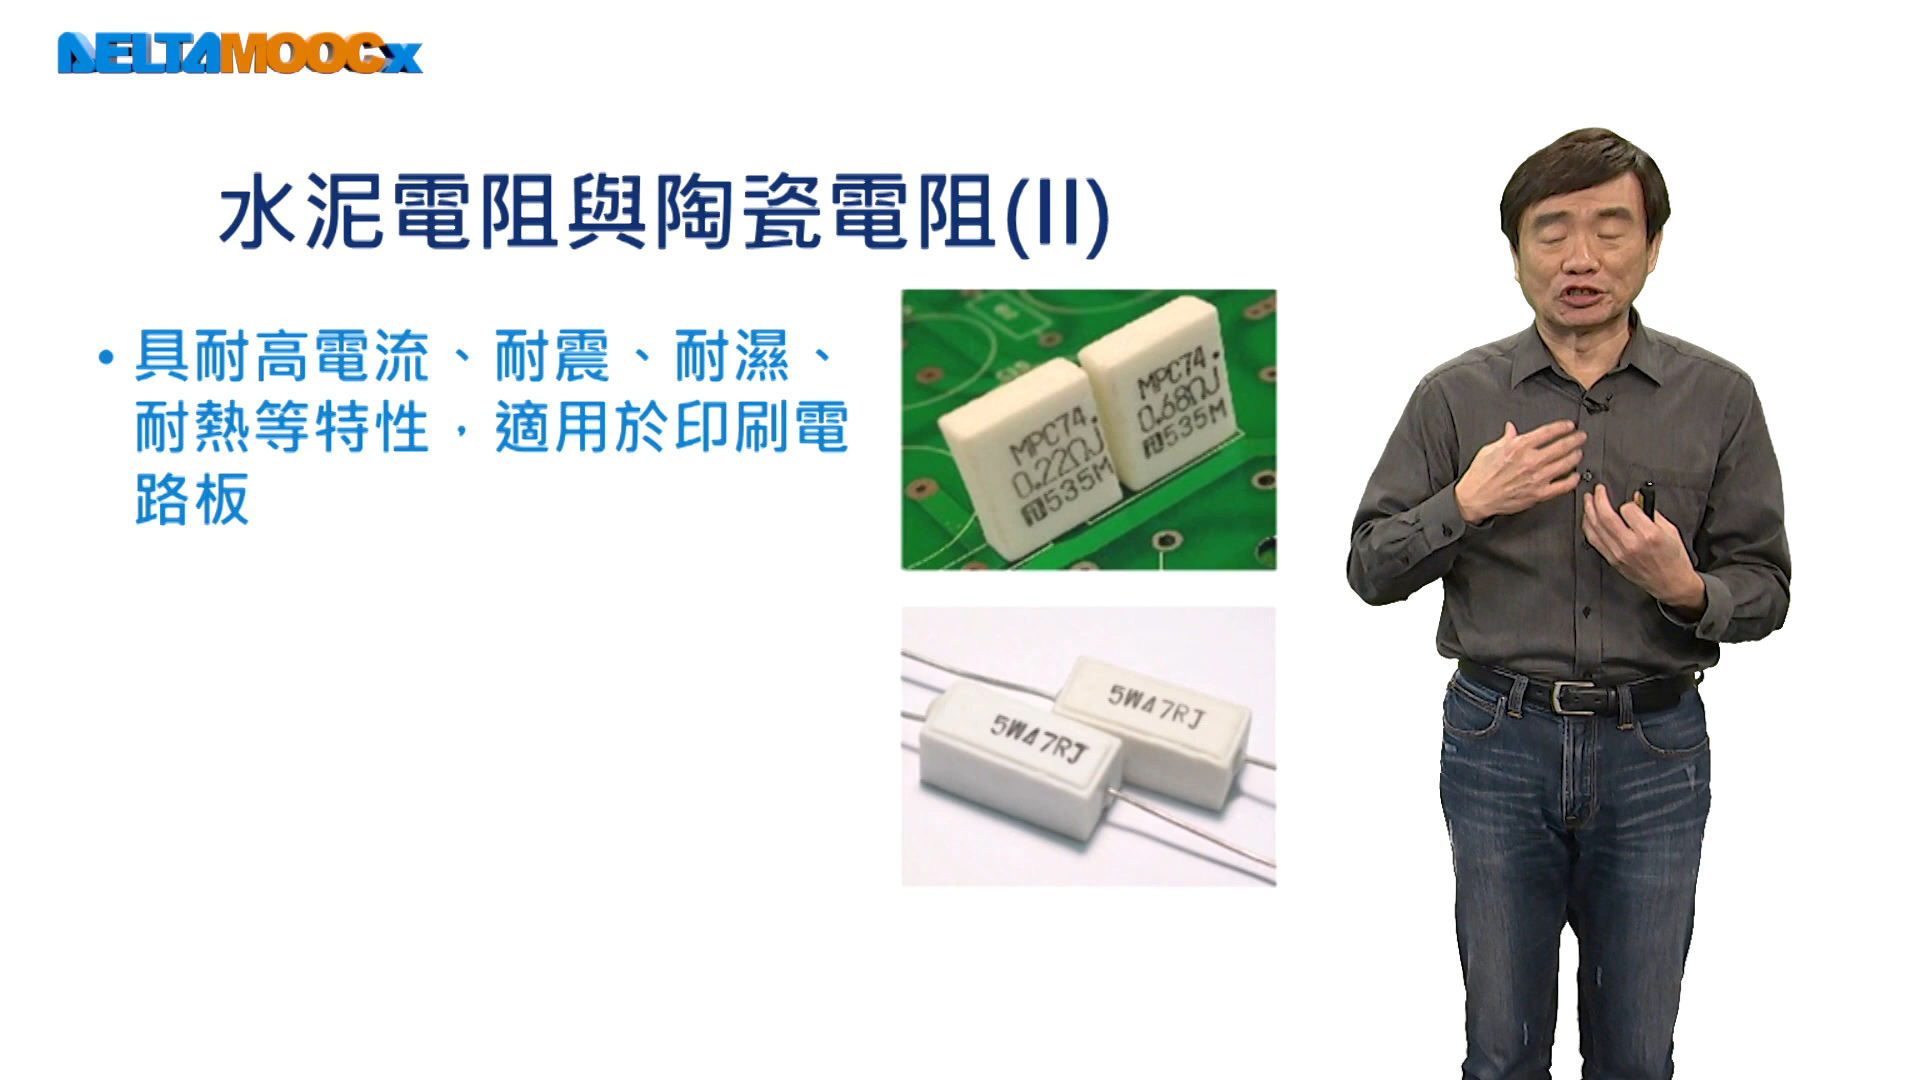 DELTAMOOCx
水泥電阻與陶瓷電阻(II)
• 具耐高電流、耐震、耐濕、
耐熱等特性，適用於印刷電
路板
MPC74.
0.22ΩJ
535M
MPC74.
0.68ΩJ
535M
5W47RJ
5W47RJ